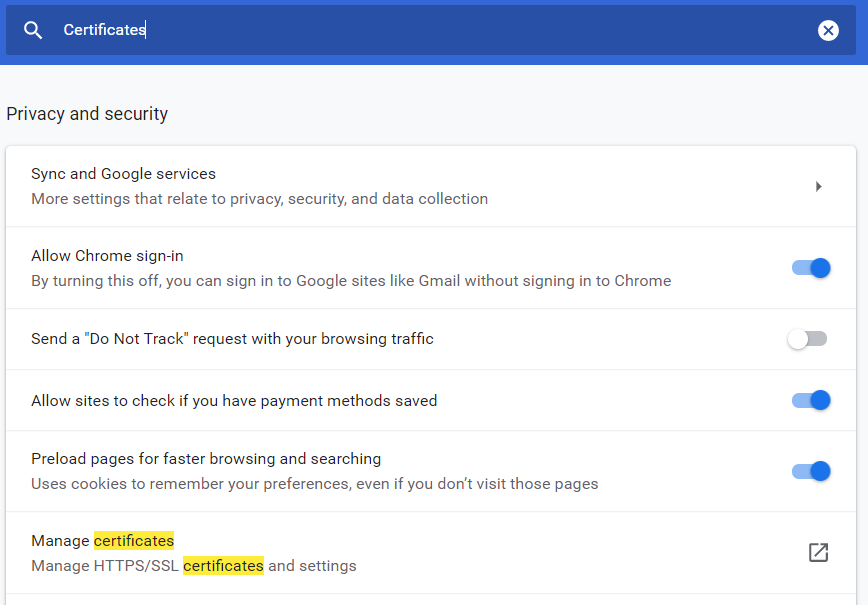 Certificates
Privacy and security
Sync and Google services
More settings that relate to privacy, security, and data collection
Allow Chrome sign-in
By turning this off, you can sign in to Google sites like Gmail without signing in to Chrome
Send a "Do Not Track" request with your browsing traffic
Allow sites to check if you have payment methods saved
Preload pages for faster browsing and searching
Uses cookies to remember your preferences, even if you don’t visit those pages
Manage certificates
Manage HTTPS/SSL certificates and settings